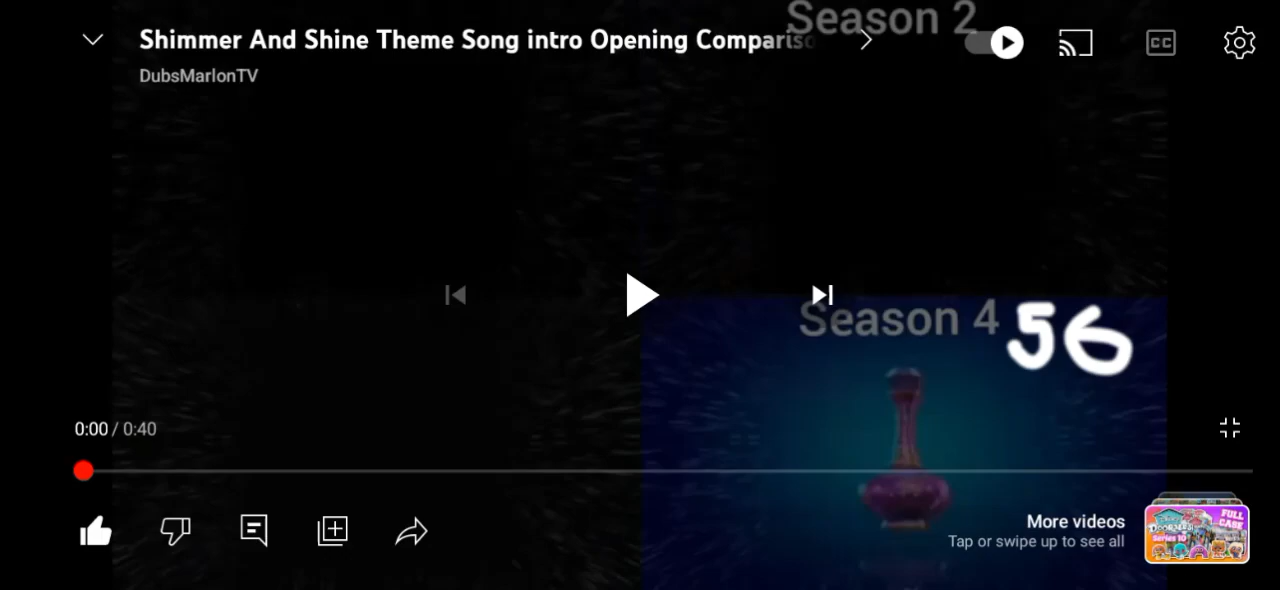 Season 2
Shimmer And Shine Theme Song intro Opening Compariso
DubsMarlonTV
CC
Season 4 56
0:00 / 0:40
More videos
Tap or swipe up to see all
FULL
CASE
Series 10